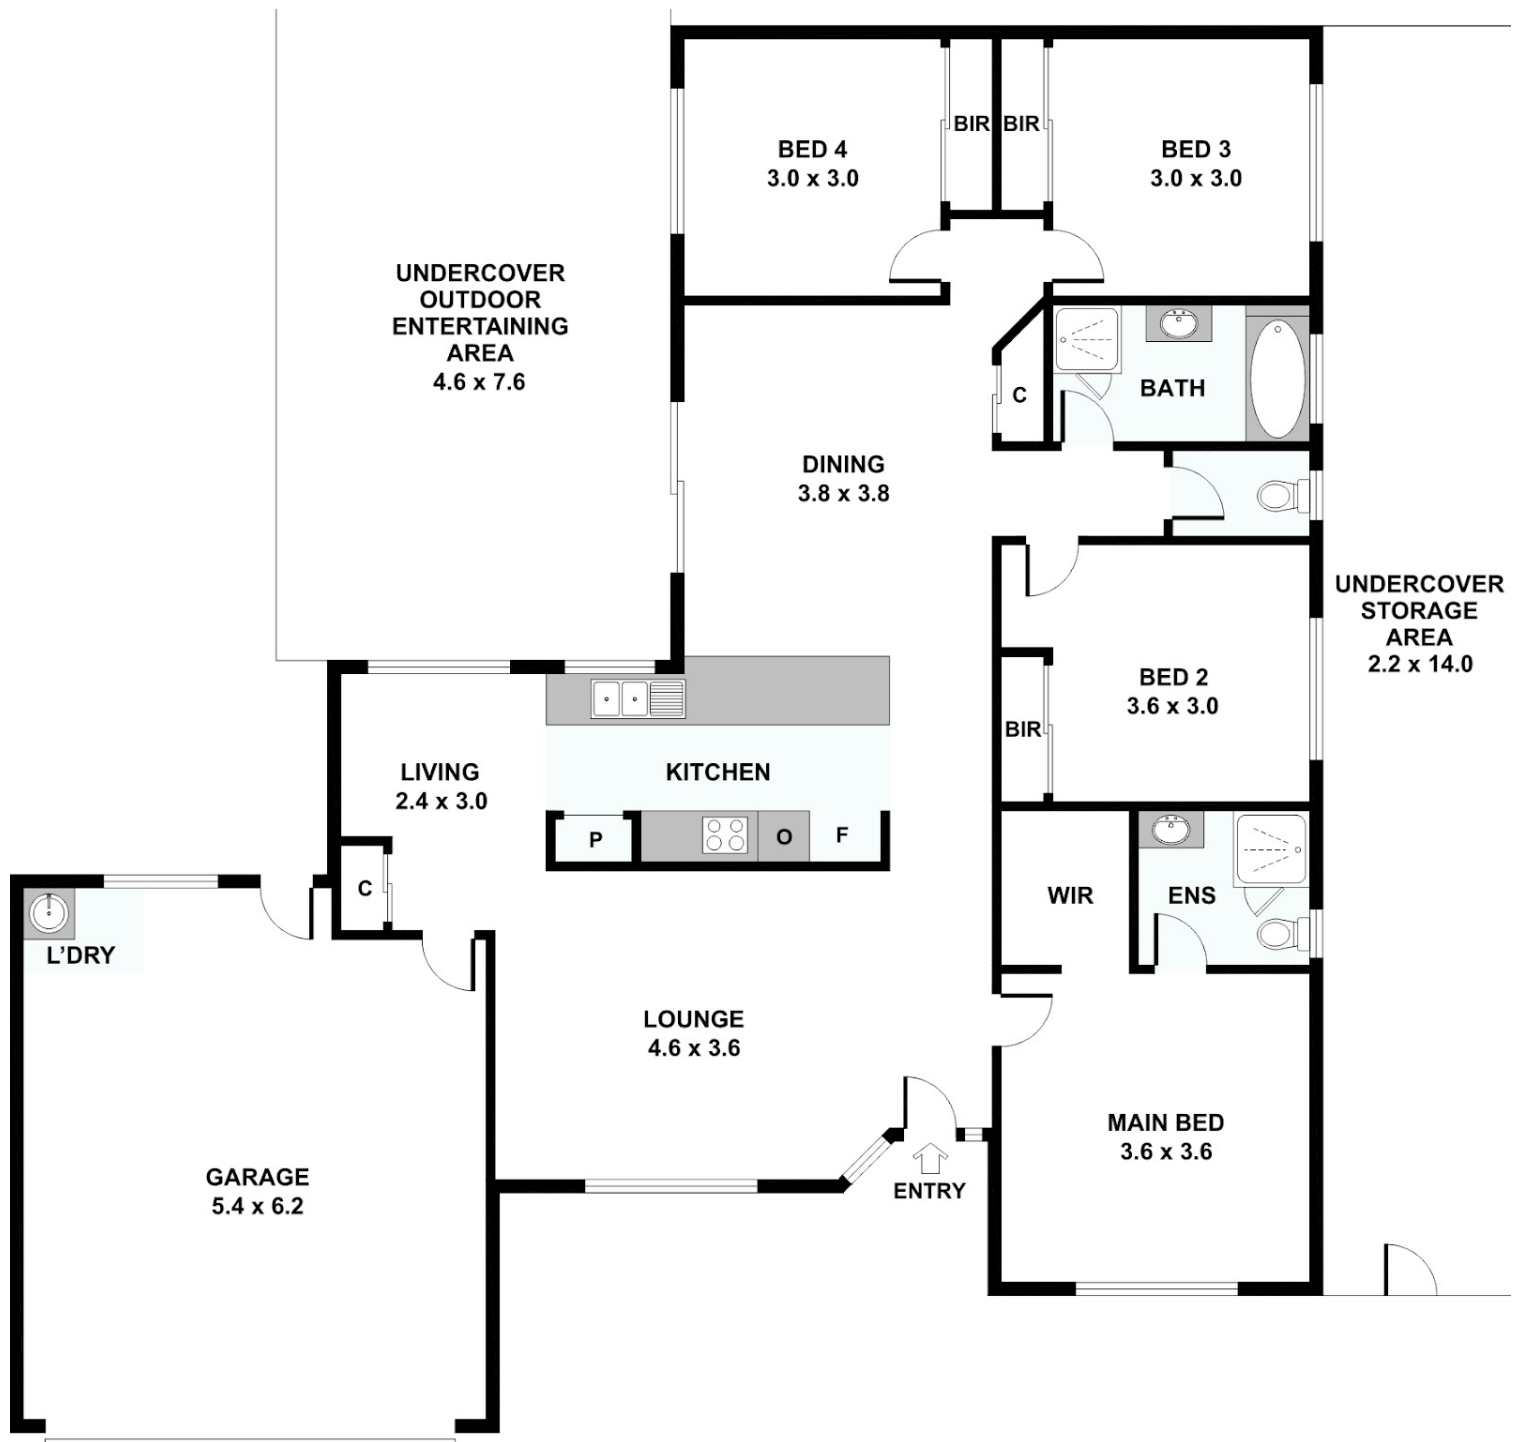 BED 4
3.0 x 3.0
BIR
BIR
BED 3
3.0 x 3.0
UNDERCOVER
OUTDOOR
ENTERTAINING
AREA
4.6 x 7.6
C
BATH
DINING
3.8 x 3.8
UNDERCOVER
STORAGE
AREA
2.2 x 14.0
BED 2
3.6 x 3.0
BIR
LIVING
2.4 x 3.0
KITCHEN
P
O
F
C
WIR
ENS
L'DRY
LOUNGE
4.6 x 3.6
MAIN BED
3.6 x 3.6
GARAGE
5.4 x 6.2
ENTRY